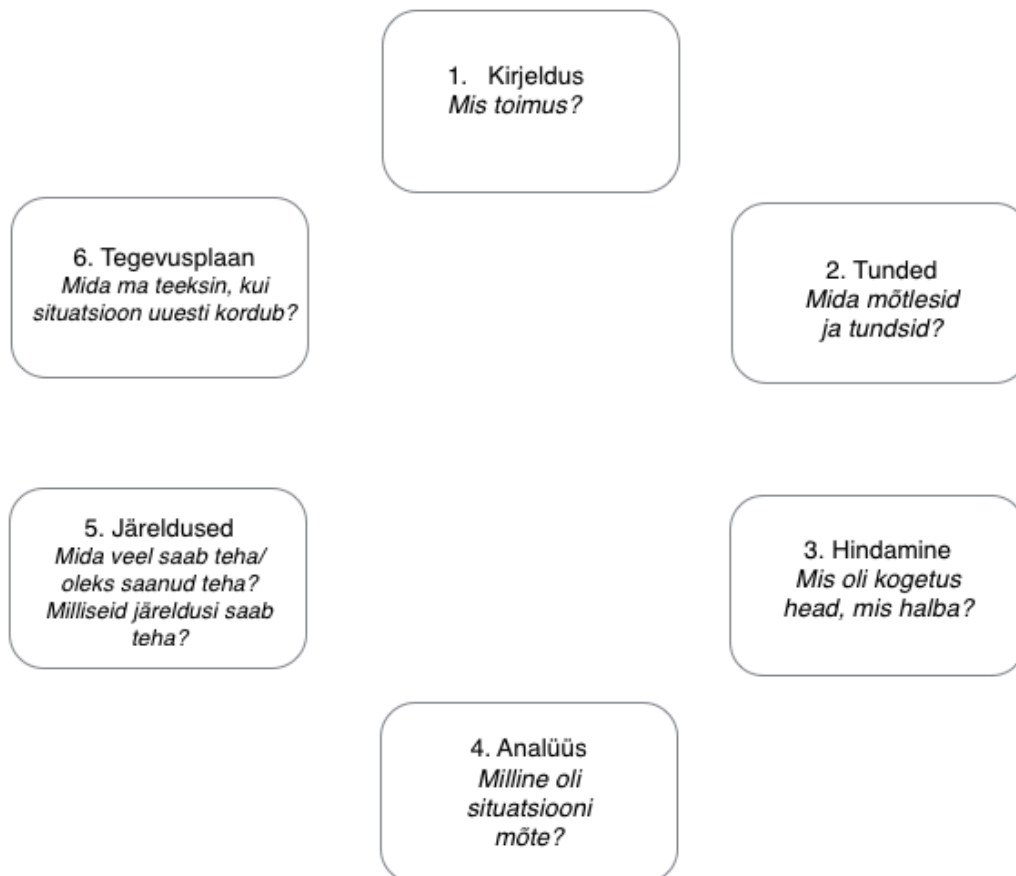 1. Kirjeldus
Mis toimus?
2. Tunded
Mida mõtlesid
ja tundsid?
3. Hindamine
Mis oli kogetus
head, mis halba?
4. Analüüs
Milline oli
situatsiooni
mõte?
5. Järeldused
Mida veel saab teha/
oleks saanud teha?
Milliseid järeldusi saab
teha?
6. Tegevusplaan
Mida ma teeksin, kui
situatsioon uuesti kordub?